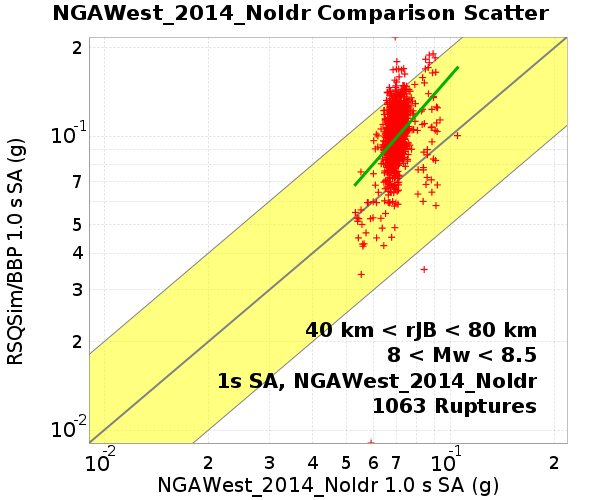 NGAWest_2014_NoIdr Comparison Scatter
RSQSim/BBP 1.0 s SA (g)
2
10^-1
7
5
4
3
2
10^-2
40 km < rJB < 80 km
8 < Mw < 8.5
1s SA, NGAWest_2014_NoIdr
1063 Ruptures
10^-2 2 3 4 5 6 7 10^-1 2
NGAWest_2014_NoIdr 1.0 s SA (g)